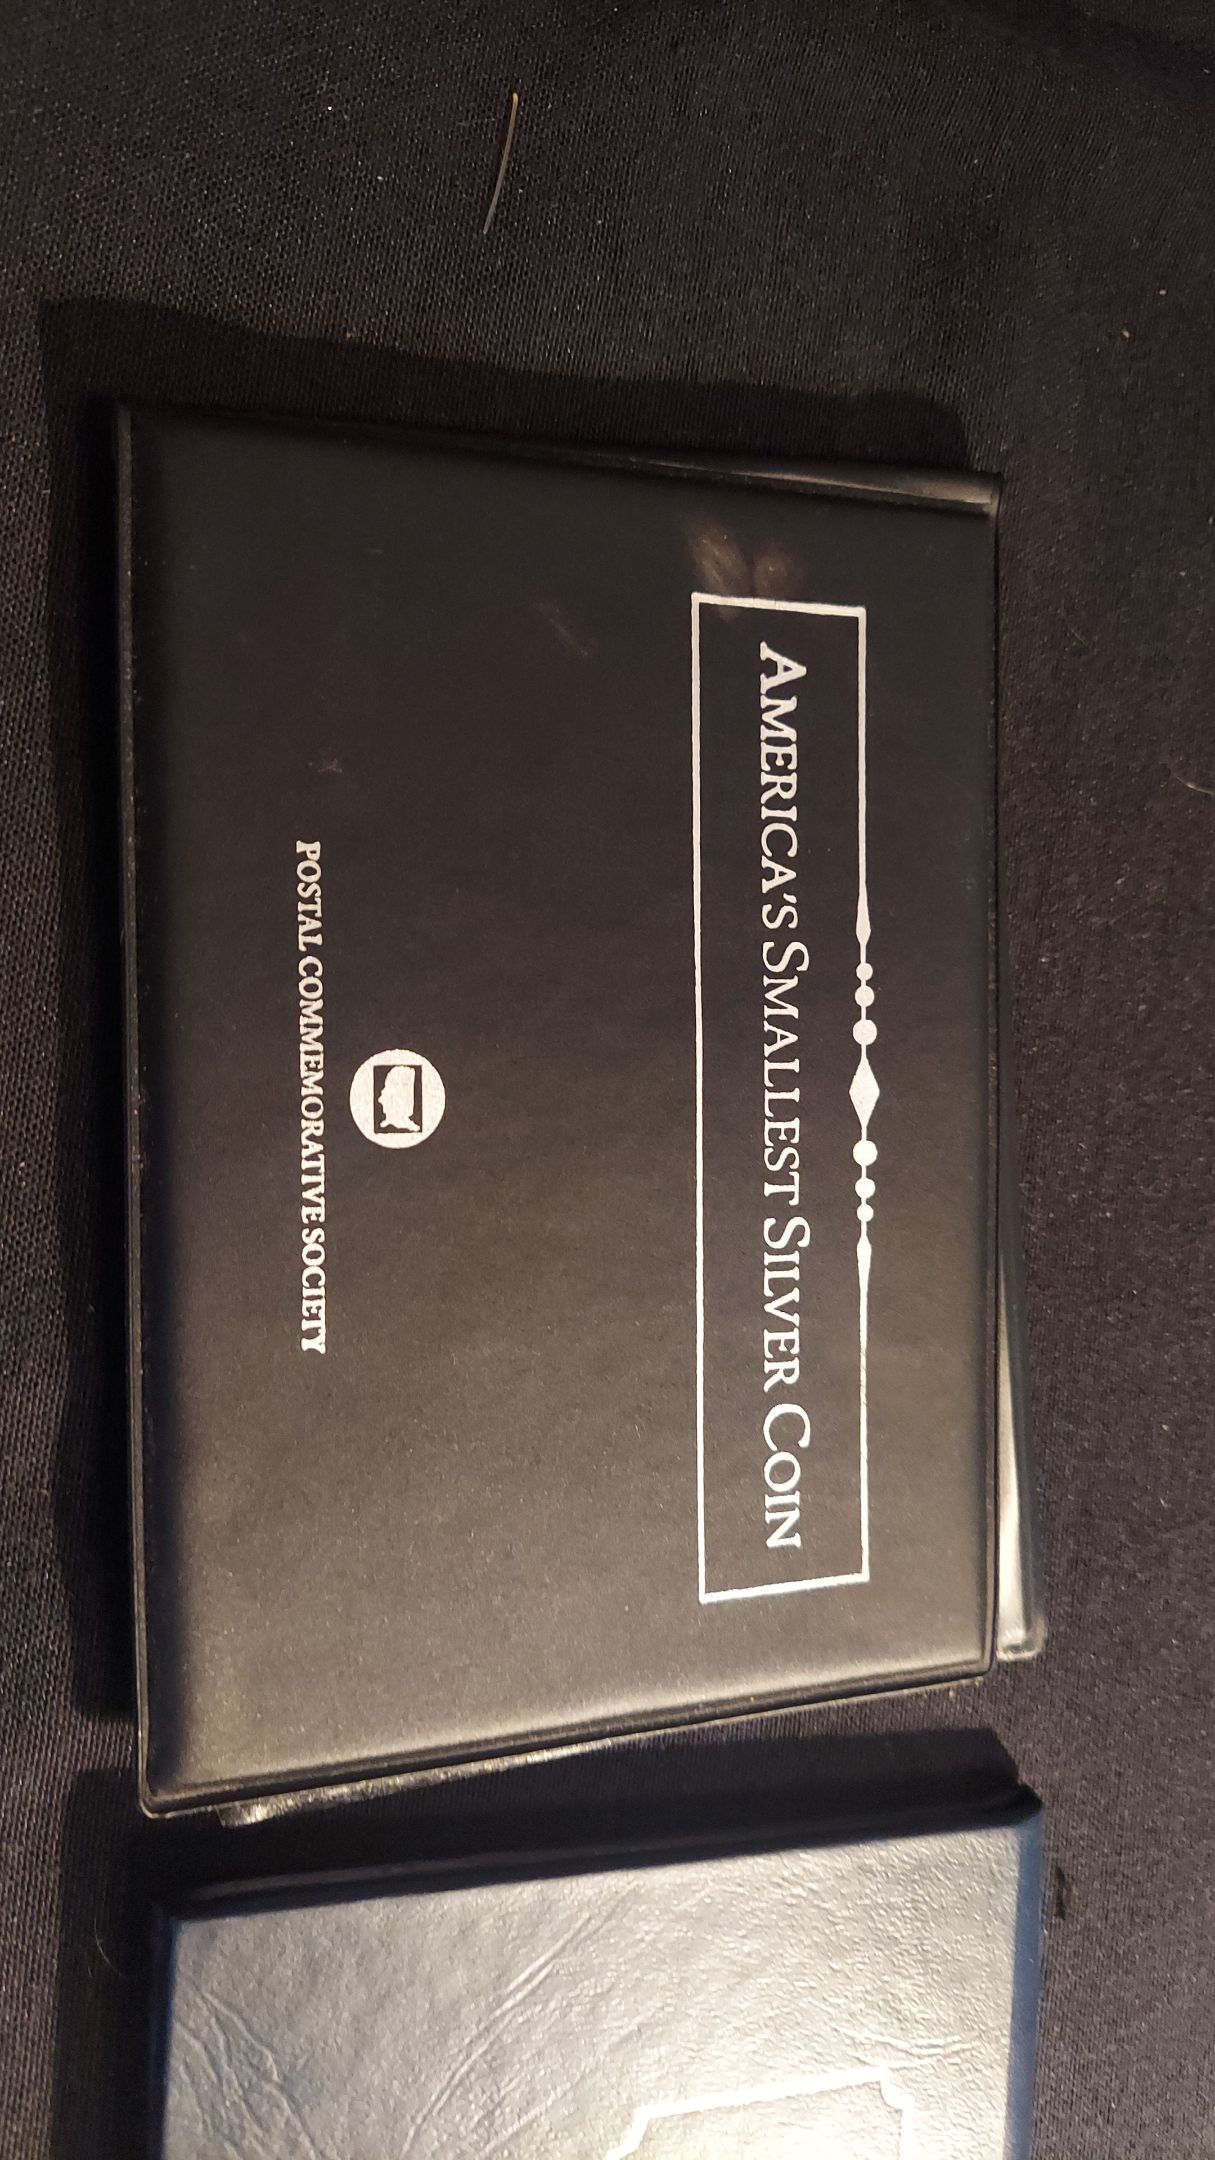 AMERICA'S SMALLEST SILVER COIN
POSTAL COMMEMORATIVE SOCIETY